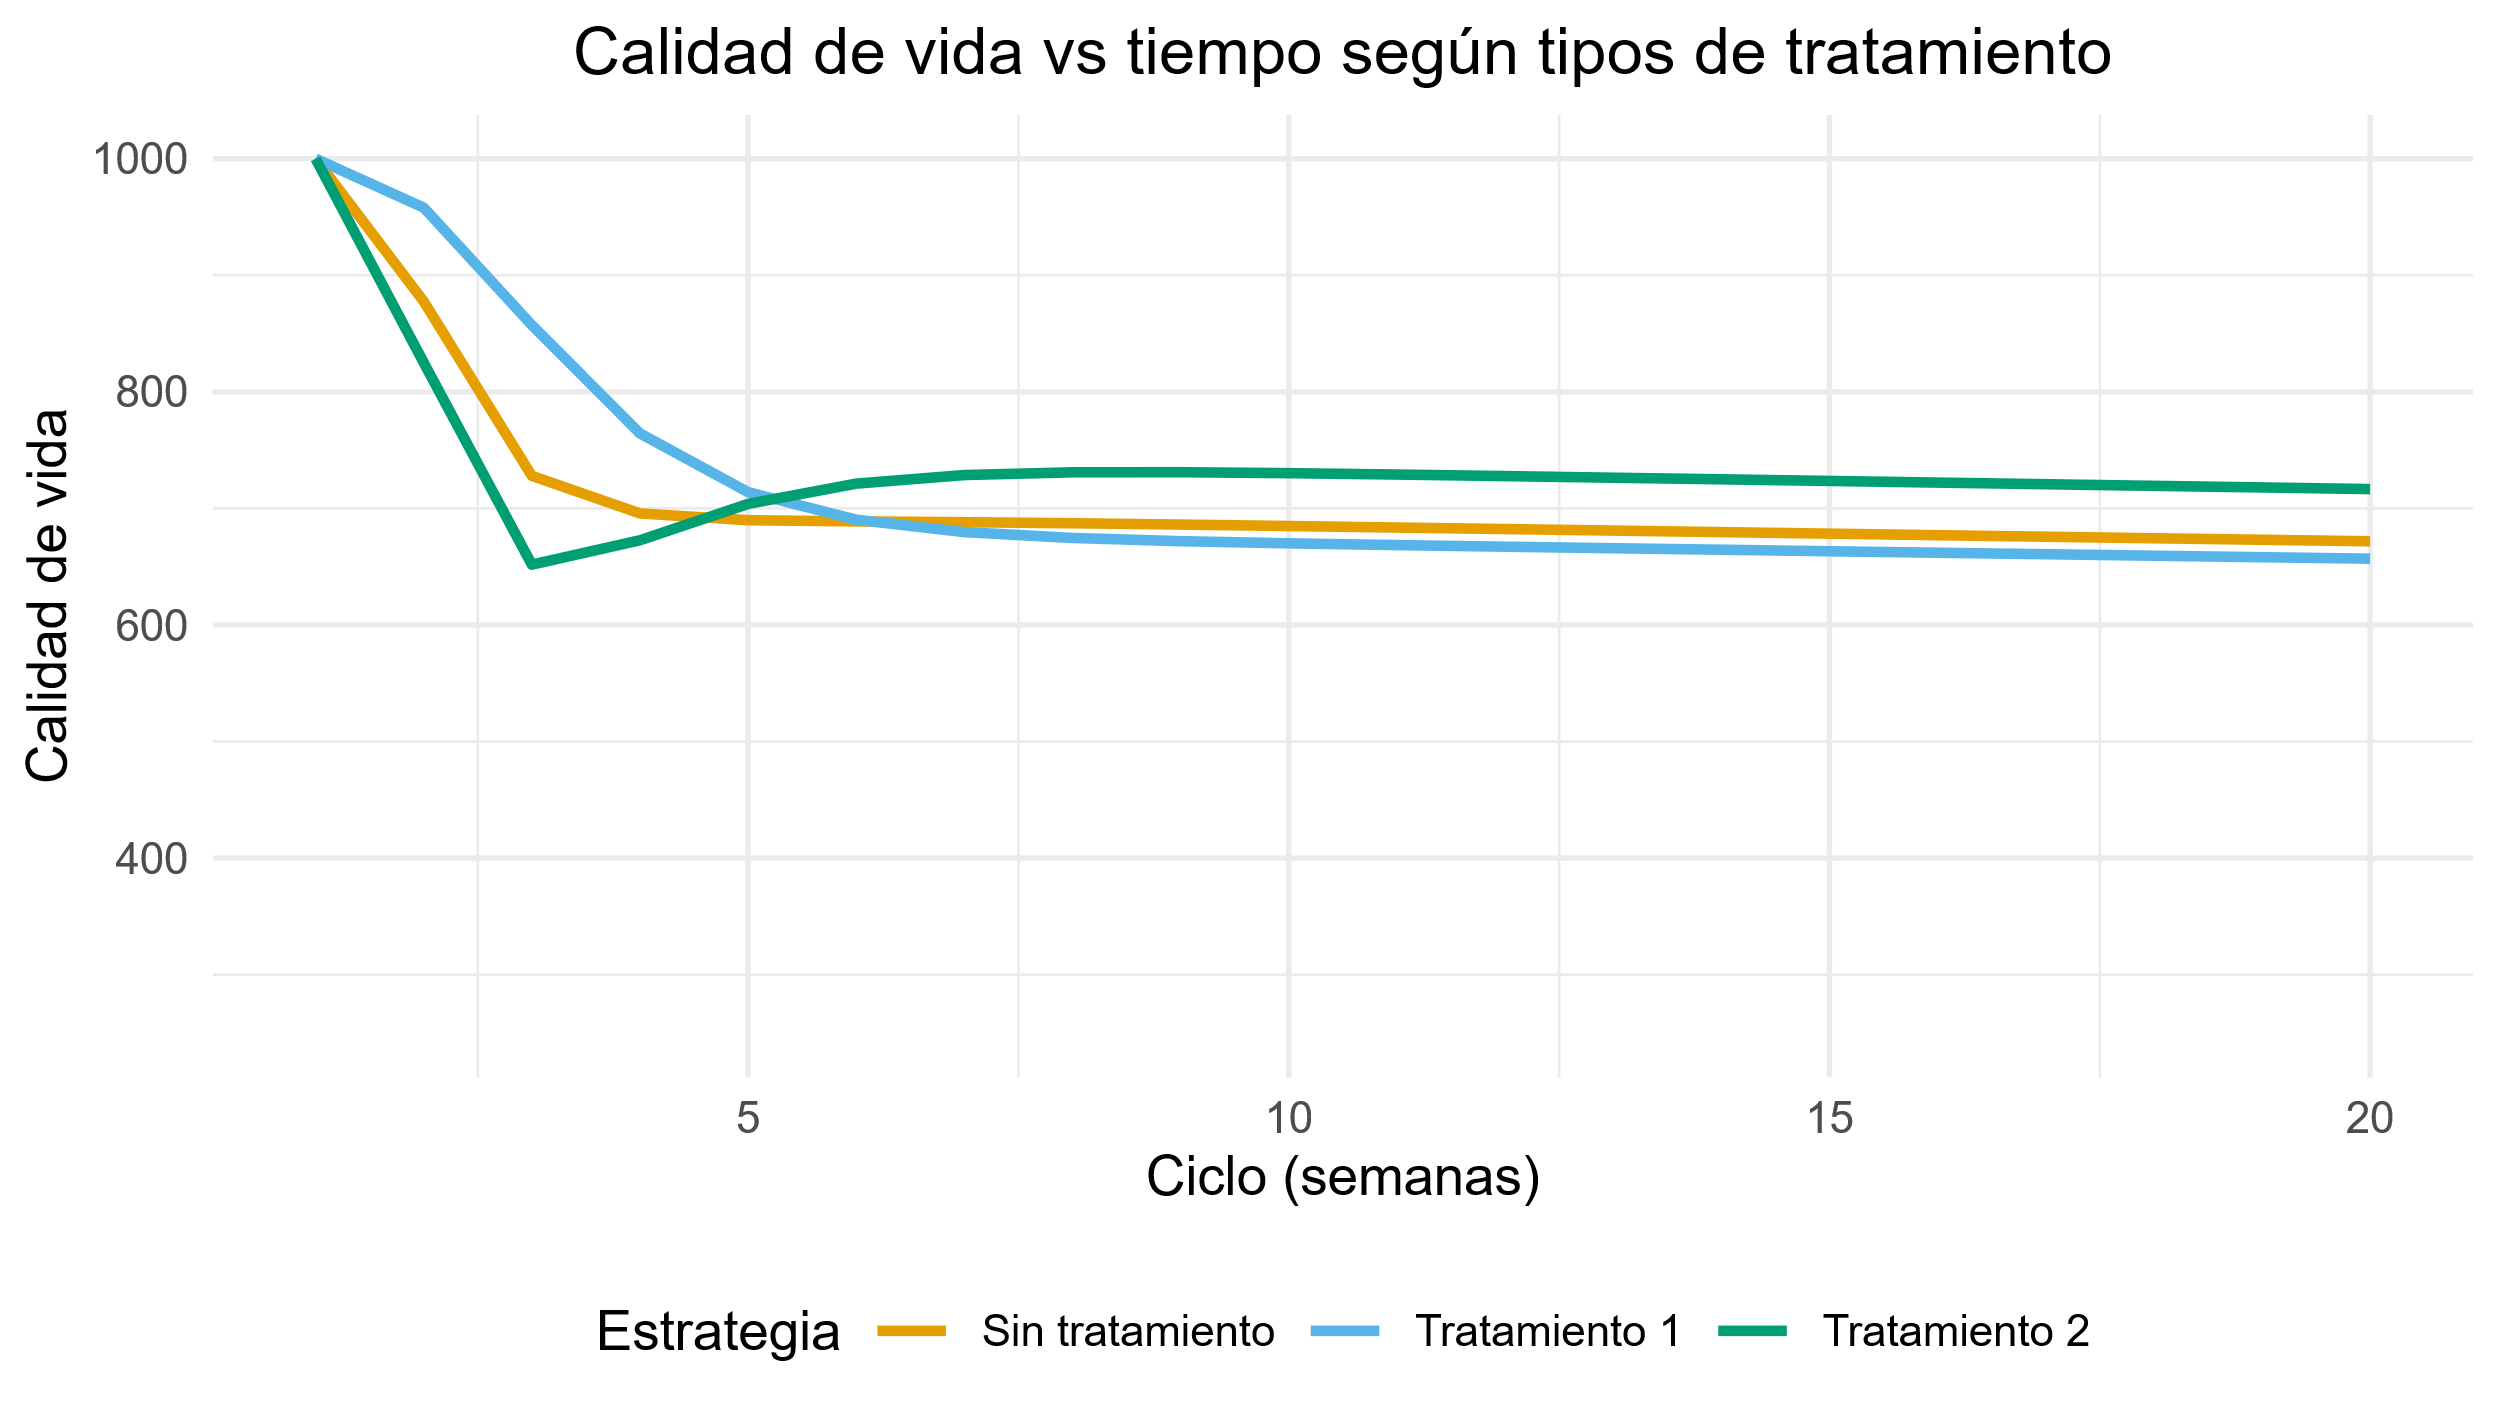 Calidad de vida vs tiempo según tipos de tratamiento
Calidad de vida
1000
800
600
400
5 10 15 20
Ciclo (semanas)
Estrategia Sin tratamiento Tratamiento 1 Tratamiento 2